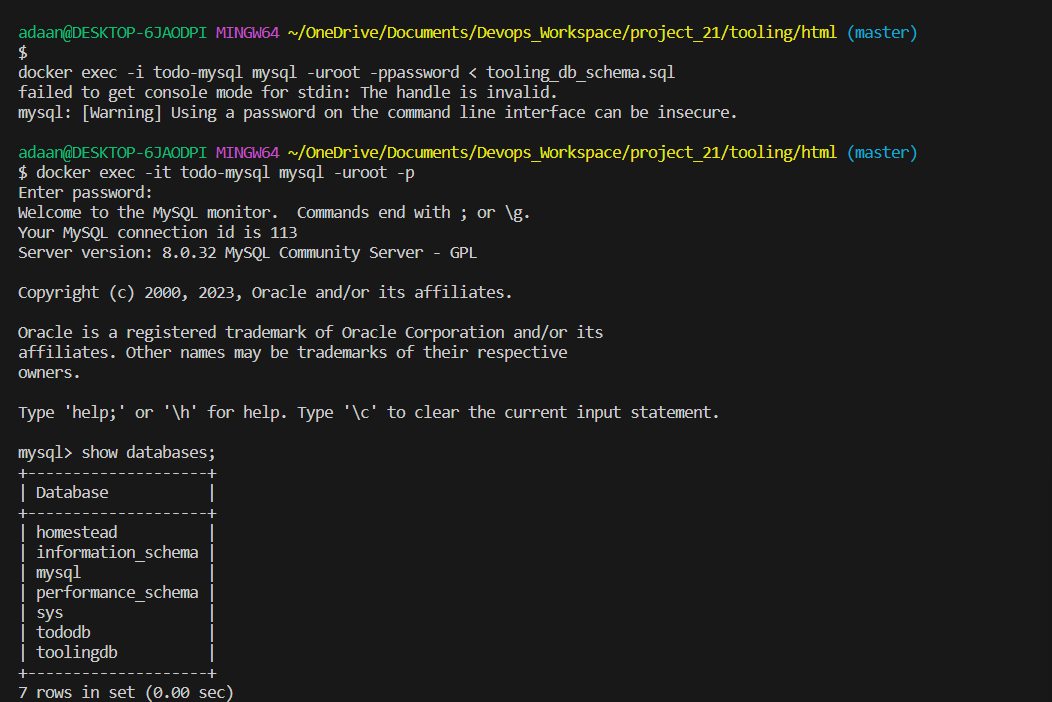 adaan@DESKTOP-6JAODPI MINGW64 ~/OneDrive/Documents/Devops_Workspace/project_21/tooling/html (master)
$
docker exec -i todo-mysql mysql -uroot -ppassword < tooling_db_schema.sql
failed to get console mode for stdin: The handle is invalid.
mysql: [Warning] Using a password on the command line interface can be insecure.
adaan@DESKTOP-6JAODPI MINGW64 ~/OneDrive/Documents/Devops_Workspace/project_21/tooling/html (master)
$ docker exec -it todo-mysql mysql -uroot -p
Enter password:
Welcome to the MySQL monitor.  Commands end with ; or \g.
Your MySQL connection id is 113
Server version: 8.0.32 MySQL Community Server - GPL
Copyright (c) 2000, 2023, Oracle and/or its affiliates.
Oracle is a registered trademark of Oracle Corporation and/or its
affiliates. Other names may be trademarks of their respective
owners.
Type 'help;' or '\h' for help. Type '\c' to clear the current input statement.
mysql> show databases;
+--------------------+
| Database           |
+--------------------+
| homestead          |
| information_schema |
| mysql              |
| performance_schema |
| sys                |
| tododb             |
| toolingdb          |
+--------------------+
7 rows in set (0.00 sec)